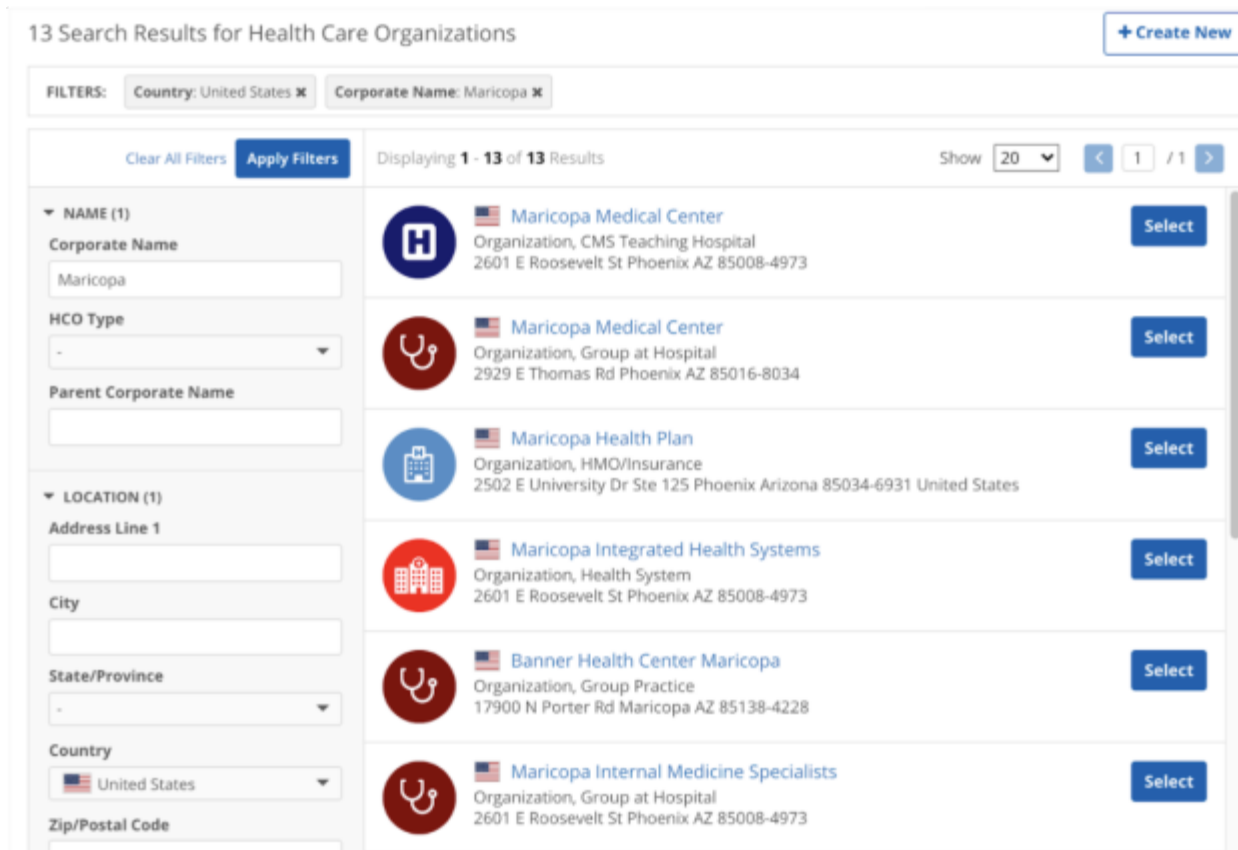 13 Search Results for Health Care Organizations
+ Create New
FILTERS: Country: United States ✖ Corporate Name: Maricopa ✖
Clear All Filters Apply Filters
Displaying 1 - 13 of 13 Results
Show 20 < 1 / 1 >
NAME (1)
Corporate Name
Maricopa
HCO Type
-
Parent Corporate Name
LOCATION (1)
Address Line 1
City
State/Province
-
Country
United States
Zip/Postal Code
H
Maricopa Medical Center
Organization, CMS Teaching Hospital
2601 E Roosevelt St Phoenix AZ 85008-4973
Select
Maricopa Medical Center
Organization, Group at Hospital
2929 E Thomas Rd Phoenix AZ 85016-8034
Select
Maricopa Health Plan
Organization, HMO/Insurance
2502 E University Dr Ste 125 Phoenix Arizona 85034-6931 United States
Select
Maricopa Integrated Health Systems
Organization, Health System
2601 E Roosevelt St Phoenix AZ 85008-4973
Select
Banner Health Center Maricopa
Organization, Group Practice
17900 N Porter Rd Maricopa AZ 85138-4228
Select
Maricopa Internal Medicine Specialists
Organization, Group at Hospital
2601 E Roosevelt St Phoenix AZ 85008-4973
Select